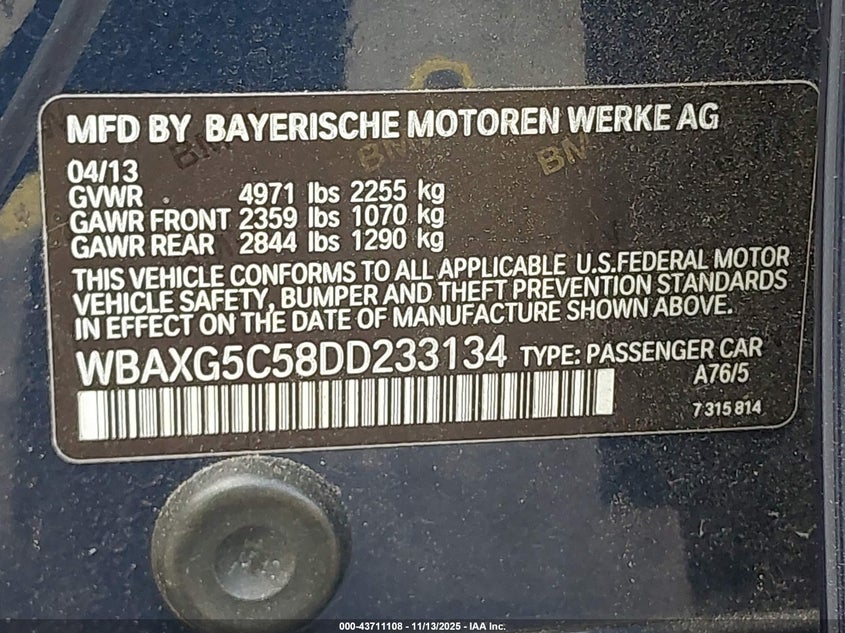 MFD BY BAYERISCHE MOTOREN WERKE AG
04/13
GVWR 4971 lbs 2255 kg
GAWR FRONT 2359 lbs 1070 kg
GAWR REAR 2844 lbs 1290 kg
THIS VEHICLE CONFORMS TO ALL APPLICABLE U.S.FEDERAL MOTOR
VEHICLE SAFETY, BUMPER AND THEFT PREVENTION STANDARDS
IN EFFECT ON THE DATE OF MANUFACTURE SHOWN ABOVE.
WBAXG5C58DD233134 TYPE: PASSENGER CAR
A76/5
7 315 814
000-43711108 - 11/13/2025 - IAA Inc.